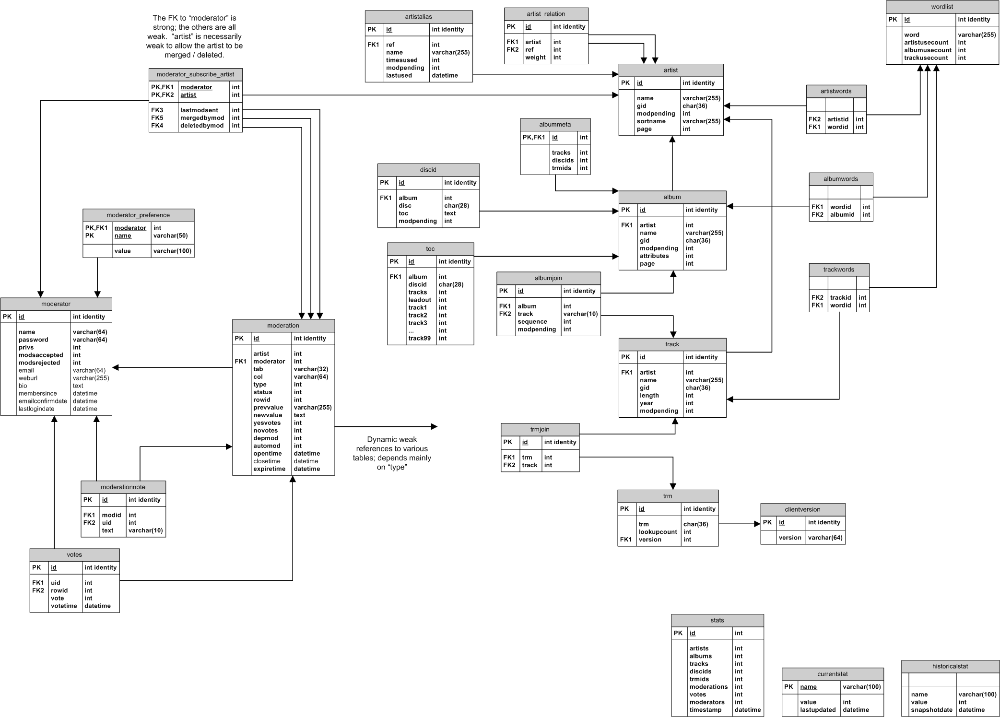 The FK to “moderator” is
strong; the others are all
weak. “artist” is necessarily
weak to allow the artist to be
merged / deleted.
moderator_subscribe_artist
PK,FK1 moderator int
PK,FK2 artist int
FK3 lastmodsent int
FK5 mergedbymod int
FK4 deletedbymod int
artistalias
PK id int identity
FK1 ref int
name varchar(255)
timesused int
modpending int
lastused datetime
artist_relation
PK id int identity
FK1 artist int
FK2 ref int
weight int
wordlist
PK id int identity
word varchar(255)
artistusecount int
albumusecount int
trackusecount int
artist
PK id int identity
name varchar(255)
gid char(36)
modpending int
sortname varchar(255)
page int
artistwords
FK2 artistid int
FK1 wordid int
albummeta
PK,FK1 id int
tracks int
discids int
trmids int
discid
PK id int identity
FK1 album int
disc char(28)
toc text
modpending int
album
PK id int identity
FK1 artist int
name varchar(255)
gid char(36)
modpending int
attributes int
page int
albumwords
FK1 wordid int
FK2 albumid int
moderator_preference
PK,FK1 moderator int
PK name varchar(50)
value varchar(100)
toc
PK id int identity
FK1 album int
discid char(28)
tracks int
leadout int
track1 int
track2 int
track3 int
... int
track99 int
albumjoin
PK id int identity
FK1 album int
FK2 track varchar(10)
sequence int
modpending int
trackwords
FK2 trackid int
FK1 wordid int
moderator
PK id int identity
name varchar(64)
password varchar(64)
privs int
modsaccepted int
modsrejected int
email varchar(64)
weburl varchar(255)
bio text
membersince datetime
emailconfirmdate datetime
lastlogindate datetime
moderation
PK id int identity
artist int
FK1 moderator int
tab varchar(32)
col varchar(64)
type int
status int
rowid int
prevvalue varchar(255)
newvalue text
yesvotes int
novotes int
depmod int
automod int
opentime datetime
closetime datetime
expiretime datetime
Dynamic weak
references to various
tables; depends mainly
on “type”
track
PK id int identity
FK1 artist int
name varchar(255)
gid char(36)
length int
year int
modpending int
trmjoin
PK id int identity
FK1 trm int
FK2 track int
moderationnote
PK id int identity
FK1 modid int
FK2 uid int
text varchar(10)
trm
PK id int identity
trm char(36)
lookupcount int
FK1 version int
clientversion
PK id int identity
version varchar(64)
votes
PK id int identity
FK1 uid int
FK2 rowid int
vote int
votetime datetime
stats
PK id int
artists int
albums int
tracks int
discids int
trmids int
moderations int
votes int
moderators int
timestamp datetime
currentstat
PK name varchar(100)
value int
lastupdated datetime
historicalstat
name varchar(100)
value int
snapshotdate datetime